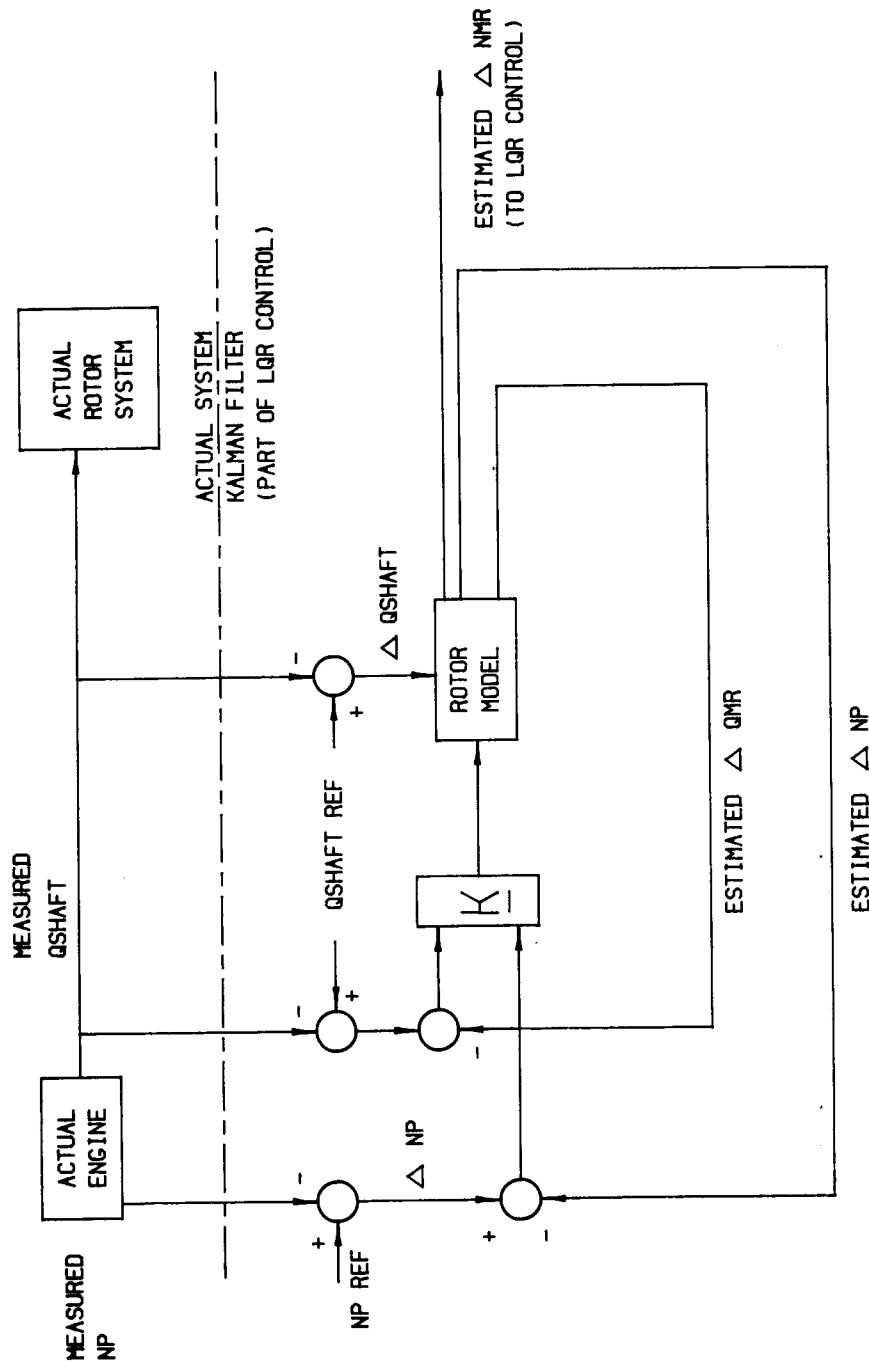 MEASURED
NP
ACTUAL
ENGINE
MEASURED
QSHAFT
ACTUAL
ROTOR
SYSTEM
ACTUAL SYSTEM
KALMAN FILTER
(PART OF LQR CONTROL)
NP REF
+
-
△ NP
+
-
-
+
QSHAFT REF
-
+
-
△ QSHAFT
K
ROTOR
MODEL
ESTIMATED △ NMR
(TO LQR CONTROL)
ESTIMATED △ QMR
ESTIMATED △ NP